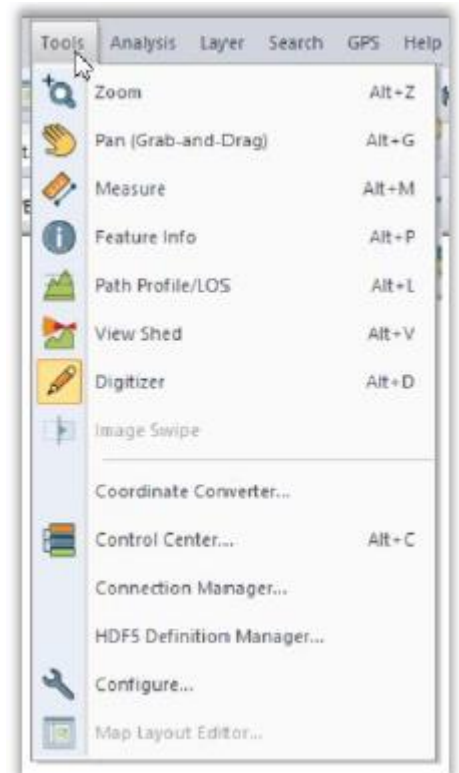 Tools Analysis Layer Search GPS Help
Zoom Alt+Z
Pan (Grab-and-Drag) Alt+G
Measure Alt+M
Feature Info Alt+P
Path Profile/LOS Alt+L
View Shed Alt+V
Digitizer Alt+D
Image Swipe
Coordinate Converter...
Control Center... Alt+C
Connection Manager...
HDF5 Definition Manager...
Configure...
Map Layout Editor...